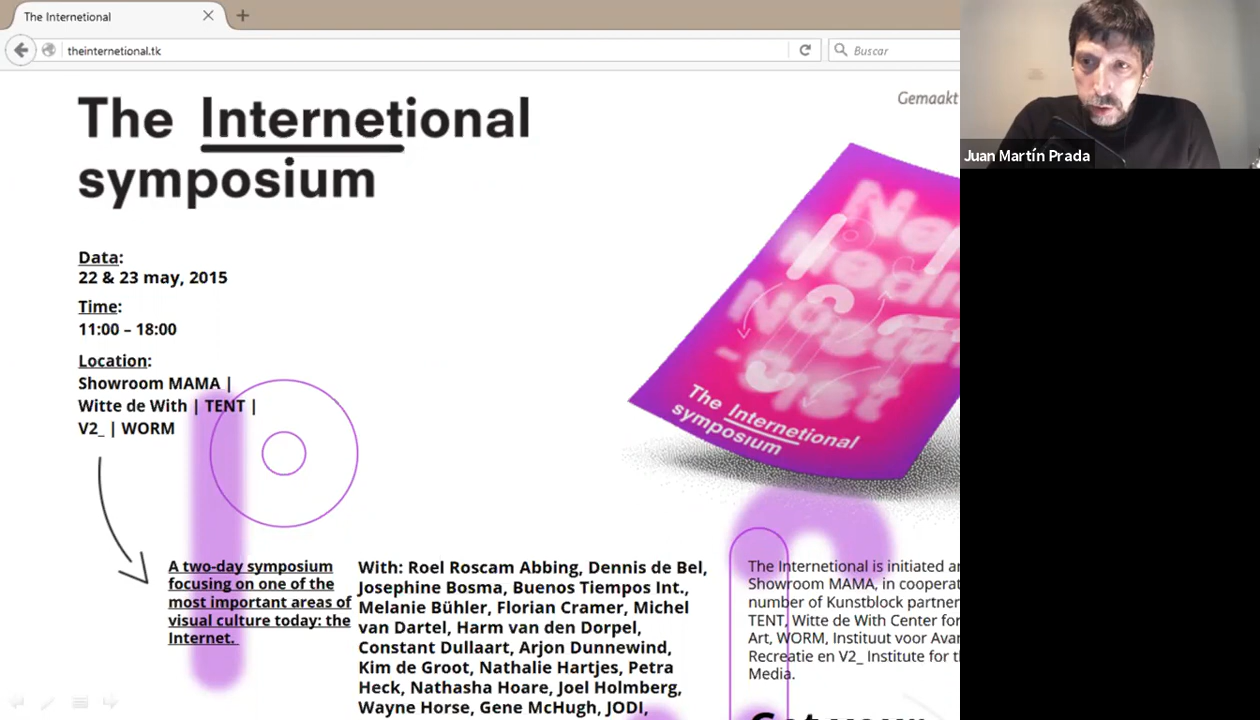 The Internetional
theinternetional.tk
Buscar
The Internetional
symposium
Gemaakt
Data:
22 & 23 may, 2015
Time:
11:00 – 18:00
Location:
Showroom MAMA |
Witte de With | TENT |
V2_ | WORM
The Internetional
symposium
A two-day symposium
focusing on one of the
most important areas of
visual culture today: the
Internet.
With: Roel Roscam Abbing, Dennis de Bel,
Josephine Bosma, Buenos Tiempos Int.,
Melanie Bühler, Florian Cramer, Michel
van Dartel, Harm van den Dorpel,
Constant Dullaart, Arjon Dunnewind,
Kim de Groot, Nathalie Hartjes, Petra
Heck, Nathasha Hoare, Joel Holmberg,
Wayne Horse, Gene McHugh, JODI,
The Internetional is initiated
Showroom MAMA, in
number of Kunstblock
TENT, Witte de With Center for
Art, WORM, Instituut voor
Recreatie en V2_ Institute for
Media.
Juan Martín Prada